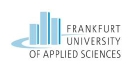 FRANKFURT
UNIVERSITY
OF APPLIED SCIENCES